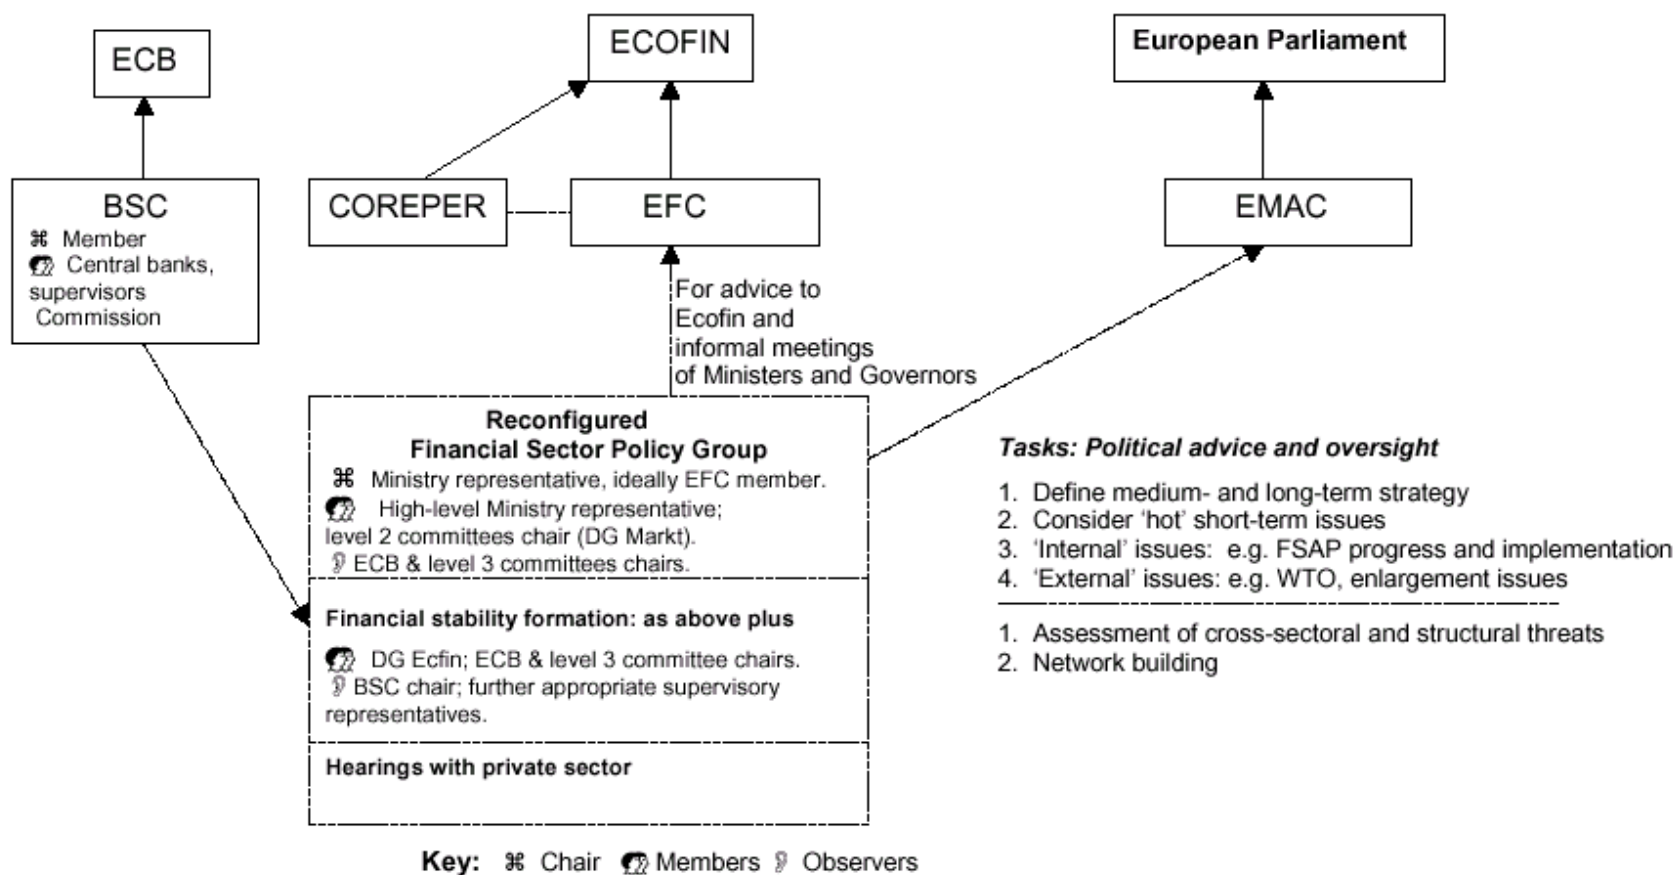 ECB
ECOFIN
European Parliament
BSC
⌘ Member
Central banks,
supervisors
Commission
COREPER
EFC
EMAC
For advice to
Ecofin and
informal meetings
of Ministers and Governors
Reconfigured
Financial Sector Policy Group
⌘ Ministry representative, ideally EFC member.
High-level Ministry representative;
level 2 committees chair (DG Markt).
ECB & level 3 committees chairs.
Financial stability formation: as above plus
DG Ecfin; ECB & level 3 committee chairs.
BSC chair; further appropriate supervisory
representatives.
Hearings with private sector
Tasks: Political advice and oversight
1. Define medium- and long-term strategy
2. Consider ‘hot’ short-term issues
3. ‘Internal’ issues: e.g. FSAP progress and implementation
4. ‘External’ issues: e.g. WTO, enlargement issues
1. Assessment of cross-sectoral and structural threats
2. Network building
Key: ⌘ Chair Members Observers